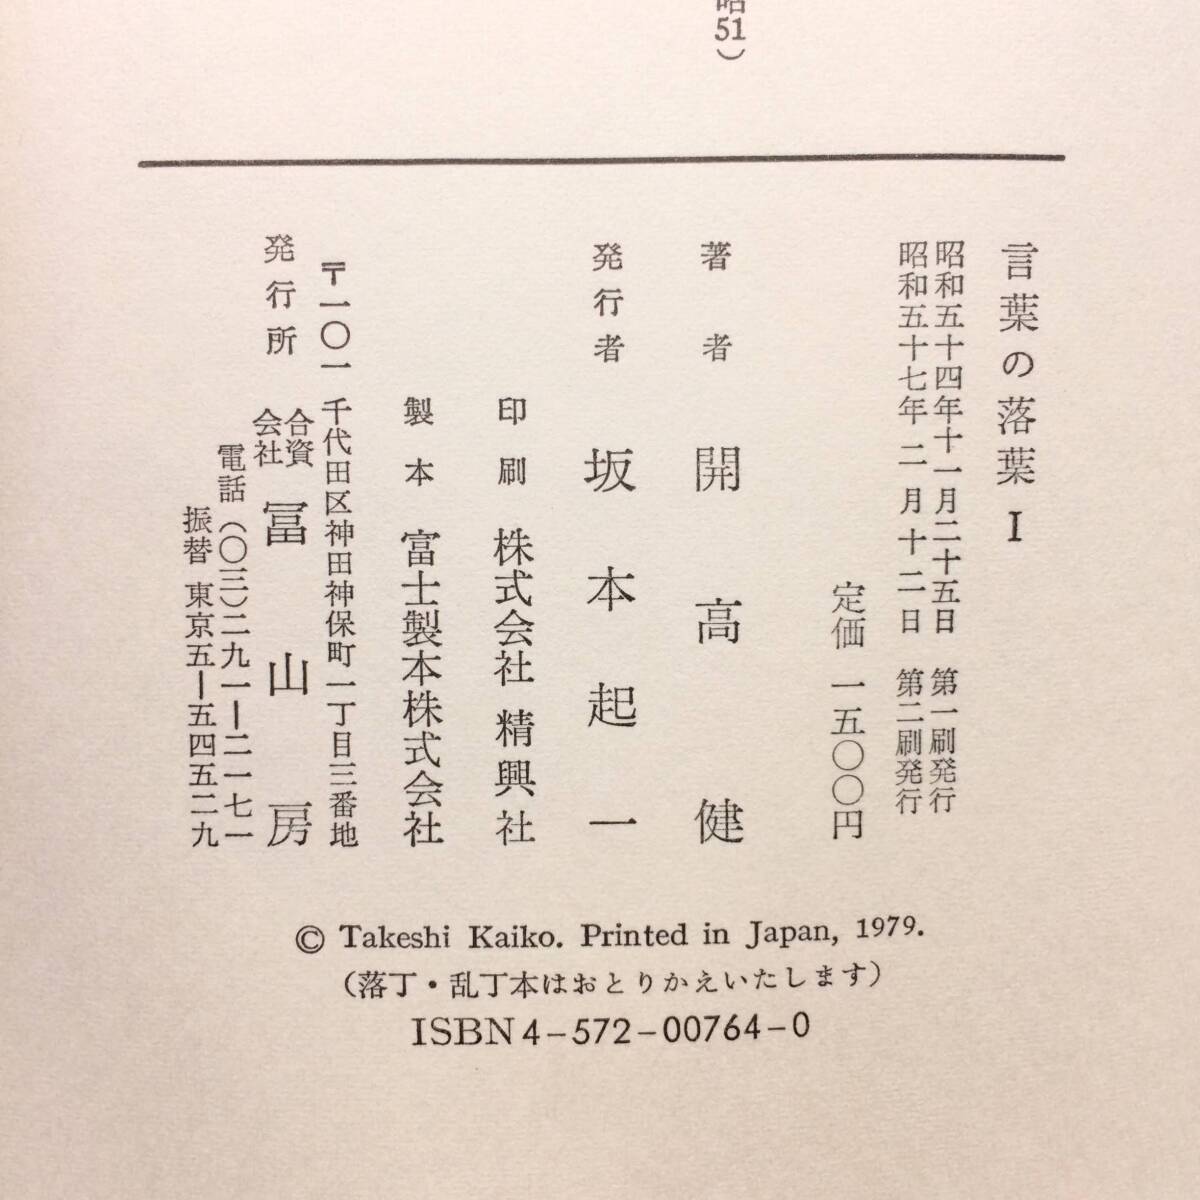 昭51）
言葉の落葉 I
昭和五十四年十一月二十五日 第一刷発行
昭和五十七年二月十二日 第二刷発行
定価 一五〇〇円
著者 開高健
発行者 坂本起一
印刷 株式会社 精興社
製本 富士製本株式会社
〒一〇一 千代田区神田神保町一丁目三番地
発行所 合資会社 冨山房
電話（〇三）二九一―二一七一
振替 東京五―五四五二九
© Takeshi Kaiko. Printed in Japan, 1979.
（落丁・乱丁本はおとりかえいたします）
ISBN4-572-00764-0